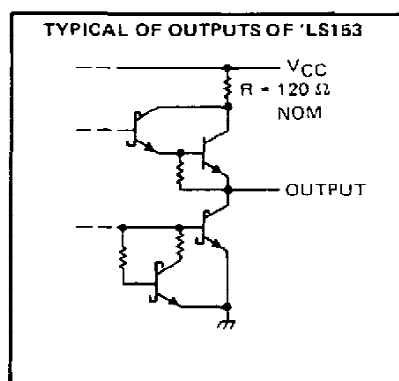 TYPICAL OF OUTPUTS OF 'LS153
VCC
R = 120 Ω
NOM
OUTPUT